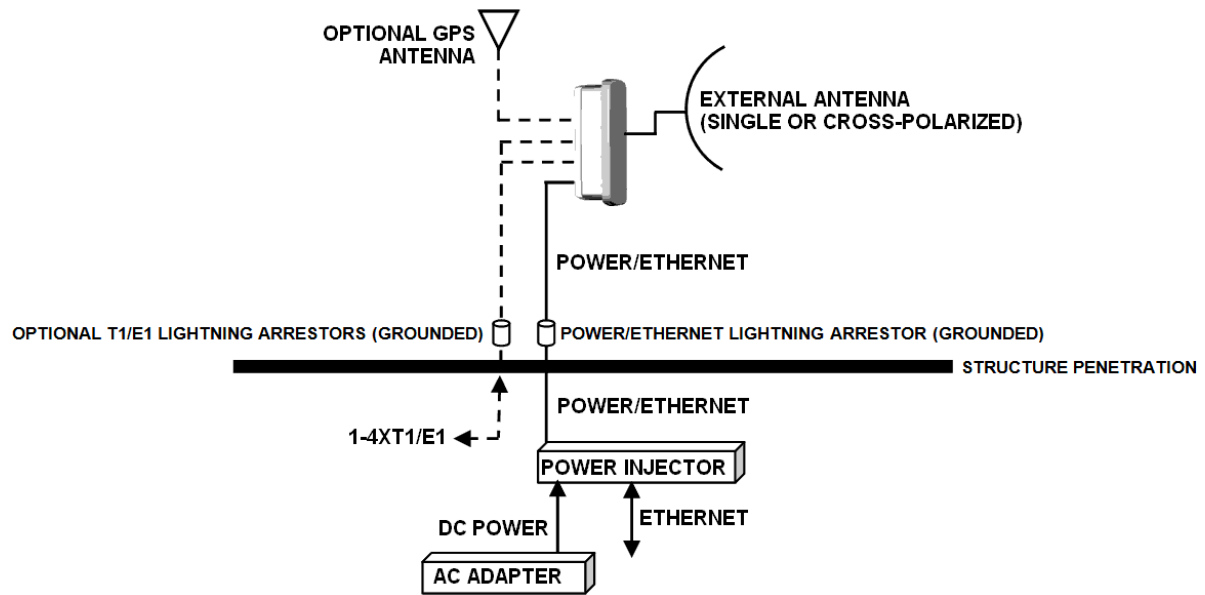 OPTIONAL GPS
ANTENNA
EXTERNAL ANTENNA
(SINGLE OR CROSS-POLARIZED)
POWER/ETHERNET
OPTIONAL T1/E1 LIGHTNING ARRESTORS (GROUNDED)
POWER/ETHERNET LIGHTNING ARRESTOR (GROUNDED)
STRUCTURE PENETRATION
POWER/ETHERNET
1-4XT1/E1
POWER INJECTOR
DC POWER
ETHERNET
AC ADAPTER